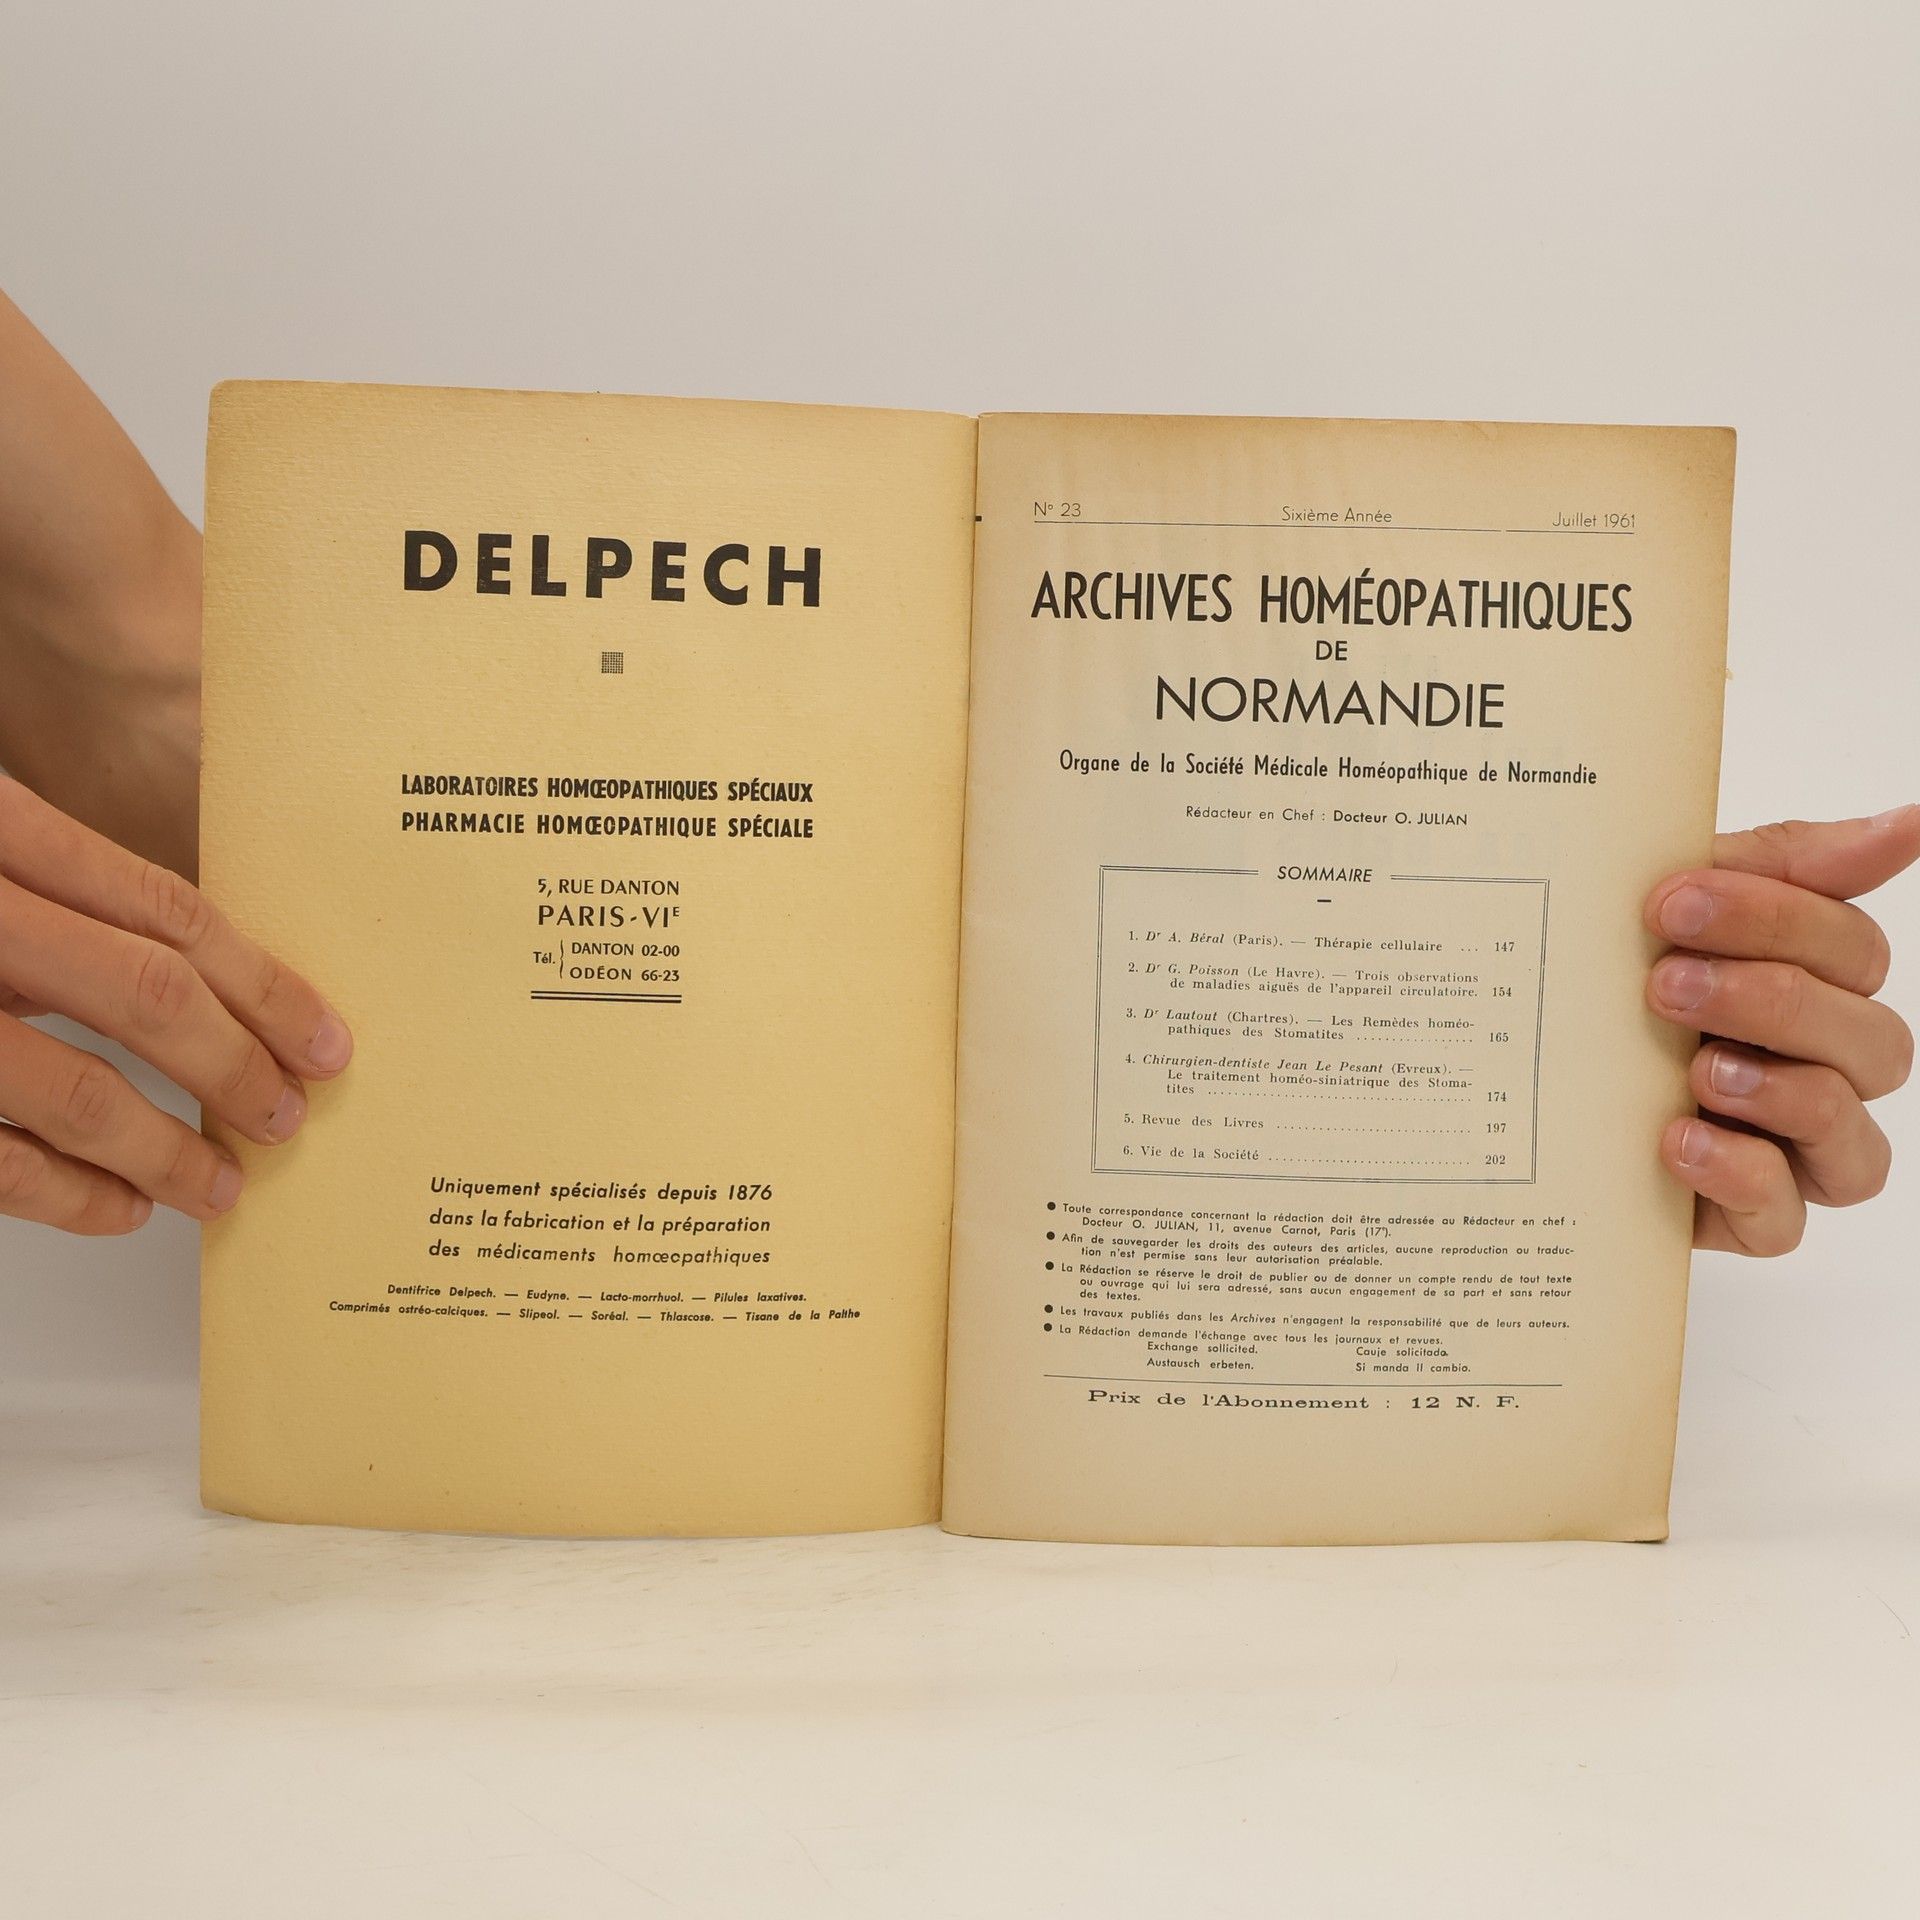 DELPECH
LABORATOIRES HOMŒOPATHIQUES SPÉCIAUX
PHARMACIE HOMŒOPATHIQUE SPÉCIALE
5, RUE DANTON
PARIS-VIE
Tél. DANTON 02-00
ODÉON 66-23
Uniquement spécialisés depuis 1876
dans la fabrication et la préparation
des médicaments homœopathiques
Dentifrice Delpech. — Eudyne. — Lacto-morrhuol. — Pilules laxatives.
Comprimés ostréo-calciques. — Slipeol. — Soréal. — Thlascose. — Tisane de la Palthe
N° 23 Sixième Année Juillet 1961
ARCHIVES HOMÉOPATHIQUES
DE
NORMANDIE
Organe de la Société Médicale Homéopathique de Normandie
Rédacteur en Chef : Docteur O. JULIAN
SOMMAIRE
1. Dr A. Béral (Paris). — Thérapie cellulaire ... 147
2. Dr G. Poisson (Le Havre). — Trois observations
de maladies aiguës de l'appareil circulatoire. 154
3. Dr Lautout (Chartres). — Les Remèdes homéo-
pathiques des Stomatites ................. 165
4. Chirurgien-dentiste Jean Le Pesant (Evreux). —
Le traitement homéo-siniatrique des Stoma-
tites ...................................... 174
5. Revue des Livres ............................ 197
6. Vie de la Société ............................. 202
● Toute correspondance concernant la rédaction doit être adressée au Rédacteur en chef :
Docteur O. JULIAN, 11, avenue Carnot, Paris (17e).
● Afin de sauvegarder les droits des auteurs des articles, aucune reproduction ou traduc-
tion n'est permise sans leur autorisation préalable.
● La Rédaction se réserve le droit de publier ou de donner un compte rendu de tout texte
ou ouvrage qui lui sera adressé, sans aucun engagement de sa part et sans retour
des textes.
● Les travaux publiés dans les Archives n'engagent la responsabilité que de leurs auteurs.
● La Rédaction demande l'échange avec tous les journaux et revues.
Exchange sollicited. Cauje solicitado.
Austausch erbeten. Si manda Il cambio.
Prix de l'Abonnement : 12 N. F.